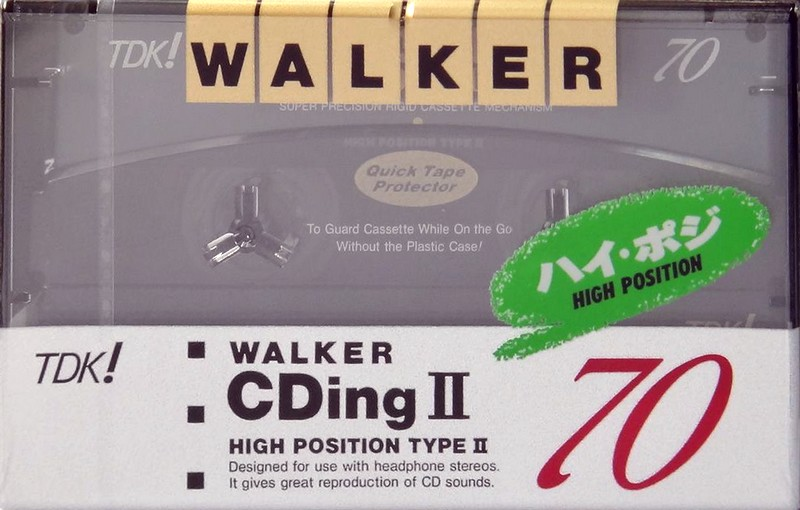 TDK! WALKER 70
SUPER PRECISION RIGID CASSETTE MECHANISM
HIGH POSITION TYPE II
Quick Tape
Protector
To Guard Cassette While On the Go
Without the Plastic Case!
ハイ・ポジ
HIGH POSITION
TDK!
WALKER
CDing II
70
HIGH POSITION TYPE II
Designed for use with headphone stereos.
It gives great reproduction of CD sounds.